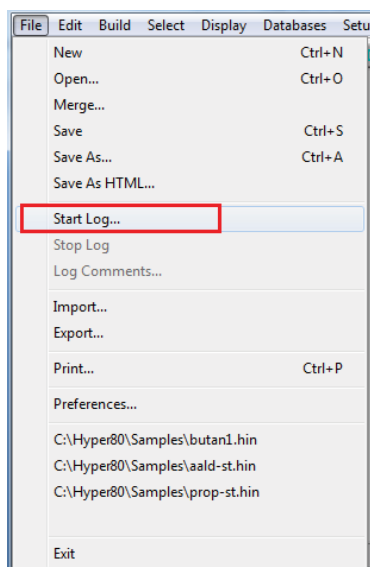 File Edit Build Select Display Databases Setu
New Ctrl+N
Open... Ctrl+O
Merge...
Save Ctrl+S
Save As... Ctrl+A
Save As HTML...
Start Log...
Stop Log
Log Comments...
Import...
Export...
Print... Ctrl+P
Preferences...
C:\Hyper80\Samples\butan1.hin
C:\Hyper80\Samples\aald-st.hin
C:\Hyper80\Samples\prop-st.hin
Exit